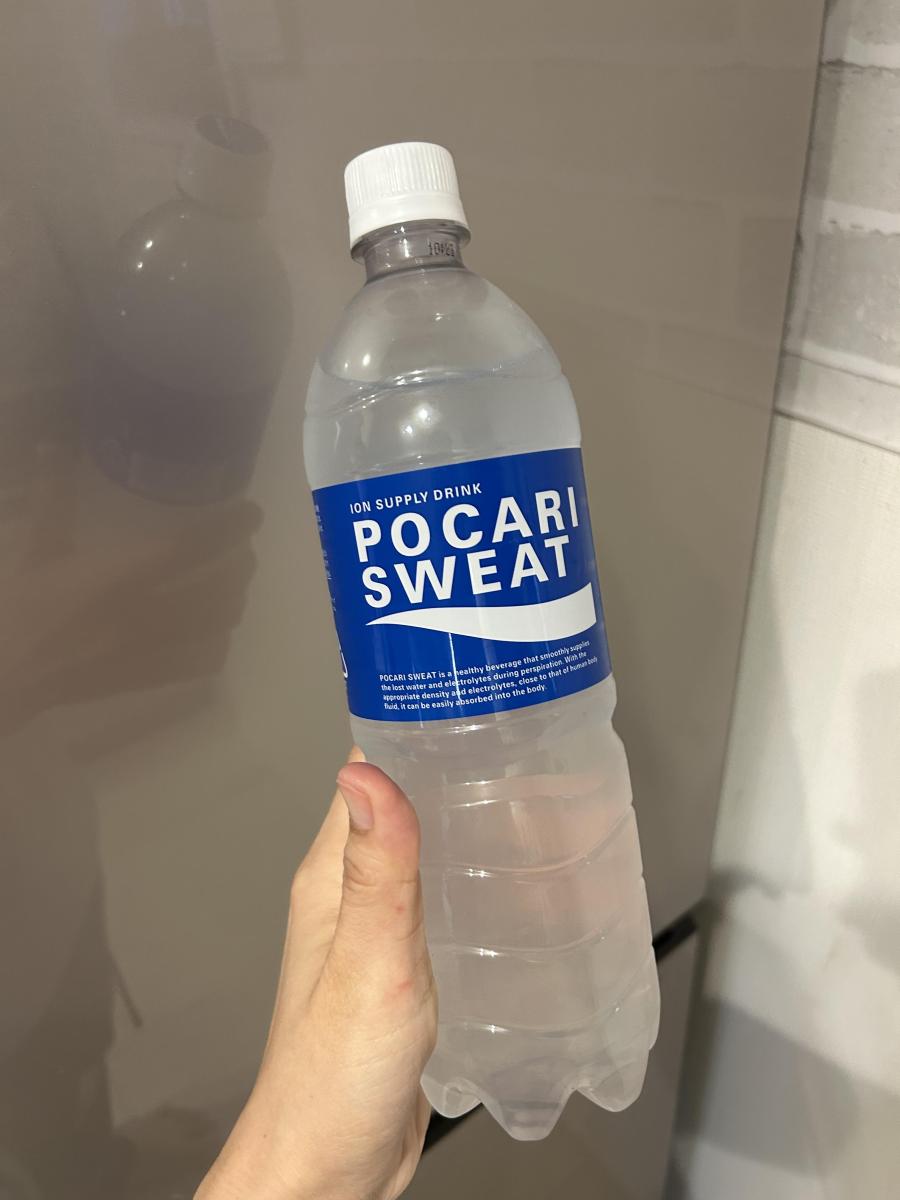 ION SUPPLY DRINK
POCARI
SWEAT
POCARI SWEAT is a healthy beverage that smoothly supplies
the lost water and electrolytes during perspiration. With the
appropriate density and electrolytes, close to that of human body
fluid, it can be easily absorbed into the body.